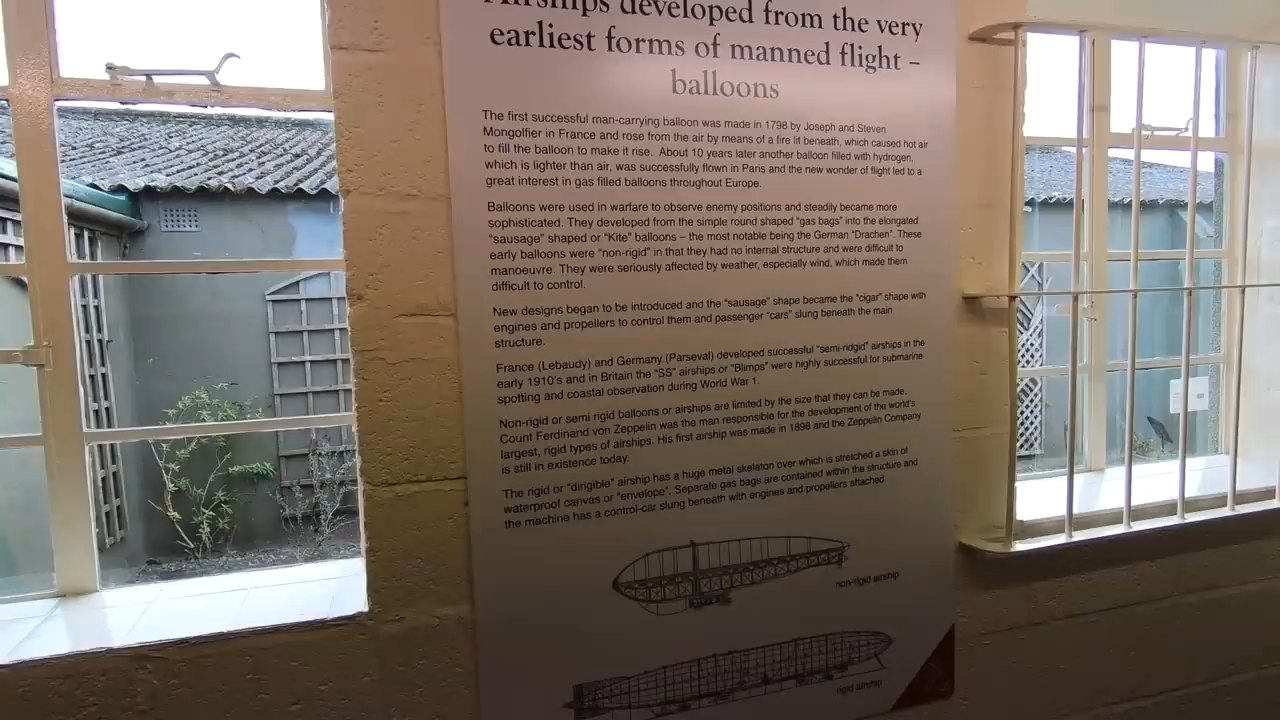 Airships developed from the very
earliest forms of manned flight –
balloons
The first successful man-carrying balloon was made in 1798 by Joseph and Steven
Mongolfier in France and rose from the air by means of a fire lit beneath, which caused hot air
to fill the balloon to make it rise. About 10 years later another balloon filled with hydrogen,
which is lighter than air, was successfully flown in Paris and the new wonder of flight led to a
great interest in gas filled balloons throughout Europe.
Balloons were used in warfare to observe enemy positions and steadily became more
sophisticated. They developed from the simple round shaped “gas bags” into the elongated
“sausage” shaped or “Kite” balloons – the most notable being the German “Drachen”. These
early balloons were “non-rigid” in that they had no internal structure and were difficult to
manoeuvre. They were seriously affected by weather, especially wind, which made them
difficult to control.
New designs began to be introduced and the “sausage” shape became the “cigar” shape with
engines and propellers to control them and passenger “cars” slung beneath the main
structure.
France (Lebaudy) and Germany (Parseval) developed successful “semi-ridgid” airships in the
early 1910's and in Britain the “SS” airships or “Blimps” were highly successful for submarine
spotting and coastal observation during World War 1.
Non-rigid or semi rigid balloons or airships are limited by the size that they can be made.
Count Ferdinand von Zeppelin was the man responsible for the development of the world's
largest, rigid types of airships. His first airship was made in 1898 and the Zeppelin Company
is still in existence today.
The rigid or “dirigible” airship has a huge metal skeleton over which is stretched a skin of
waterproof canvas or “envelope”. Separate gas bags are contained within the structure and
the machine has a control-car slung beneath with engines and propellers attached.
non-rigid airship
rigid airship